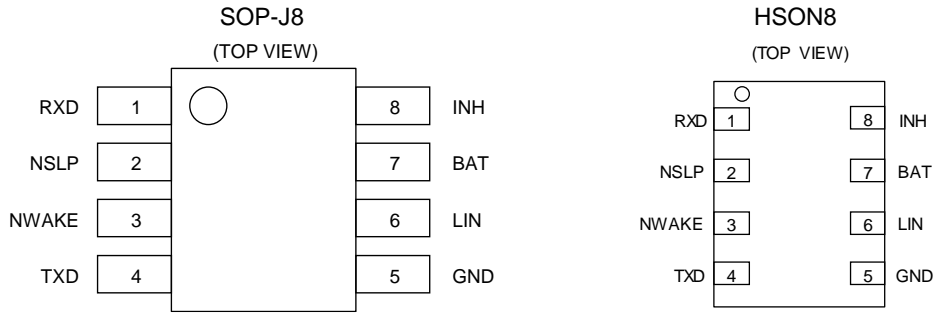 SOP-J8
(TOP VIEW)
RXD 1 8 INH
NSLP 2 7 BAT
NWAKE 3 6 LIN
TXD 4 5 GND
HSON8
(TOP VIEW)
RXD 1 8 INH
NSLP 2 7 BAT
NWAKE 3 6 LIN
TXD 4 5 GND